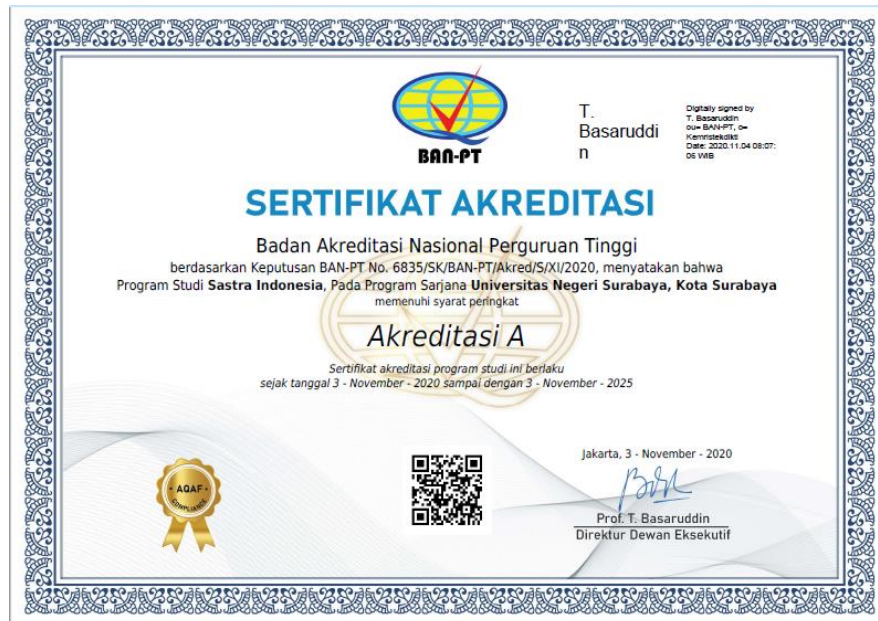 BAN-PT
T.
Basaruddi
n
Digitally signed by
T. Basaruddin
ou= BAN-PT, o=
Kemristekdikti
Date: 2020.11.04 08:07:
06 WIB
SERTIFIKAT AKREDITASI
Badan Akreditasi Nasional Perguruan Tinggi
berdasarkan Keputusan BAN-PT No. 6835/SK/BAN-PT/Akred/S/XI/2020, menyatakan bahwa
Program Studi Sastra Indonesia, Pada Program Sarjana Universitas Negeri Surabaya, Kota Surabaya
memenuhi syarat peringkat
Akreditasi A
Sertifikat akreditasi program studi ini berlaku
sejak tanggal 3 - November - 2020 sampai dengan 3 - November - 2025
Jakarta, 3 - November - 2020
AQAF
COMPLIANCE
Prof. T. Basaruddin
Direktur Dewan Eksekutif